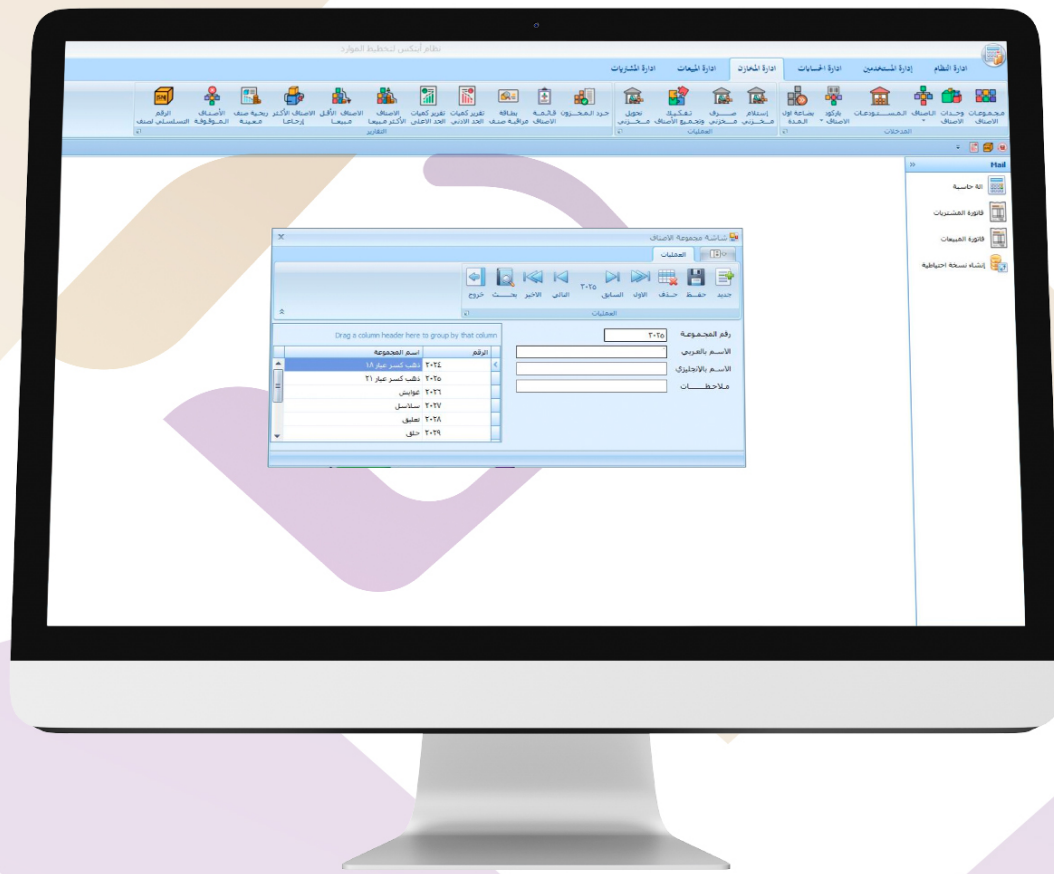 نظام أبتكس لتخطيط الموارد
ادارة النظام إدارة المستخدمين ادارة الحسابات ادارة المخازن ادارة المبيعات ادارة المشتريات
مجموعات الاصناف
وحدات الاصناف
الاصناف
المستودعات
باركود الاصناف
بضاعة اول المدة
إستلام مخزني
صرف مخزني
تفكيك وتجميع الأصناف
تحويل مخزني
جرد المخزون
قائمة الاصناف
بطاقة مراقبة صنف
تقرير كميات الحد الادنى
تقرير كميات الحد الاعلى
الاصناف الأكثر مبيعا
الاصناف الأقل مبيعا
الاصناف الأكثر إرجاعا
ربحية صنف معينة
الأصناف الموقوفة
الرقم التسلسلي لصنف
المدخلات العمليات التقارير
Mail
الة حاسبة
فاتورة المشتريات
فاتورة المبيعات
إنشاء نسخة احتياطية
شاشة مجموعة الاصناف
العمليات
جديد حفظ حذف الاول السابق ٢٠٢٥ التالي الاخير بحث خروج
العمليات
رقم المجموعة ٢٠٢٥
الاسم بالعربي
الاسم بالانجليزي
ملاحظات
Drag a column header here to group by that column
الرقم اسم المجموعة
٢٠٢٤ ذهب كسر عيار ١٨
٢٠٢٥ ذهب كسر عيار ٢١
٢٠٢٦ غوايش
٢٠٢٧ سلاسل
٢٠٢٨ تعليق
٢٠٢٩ حلق